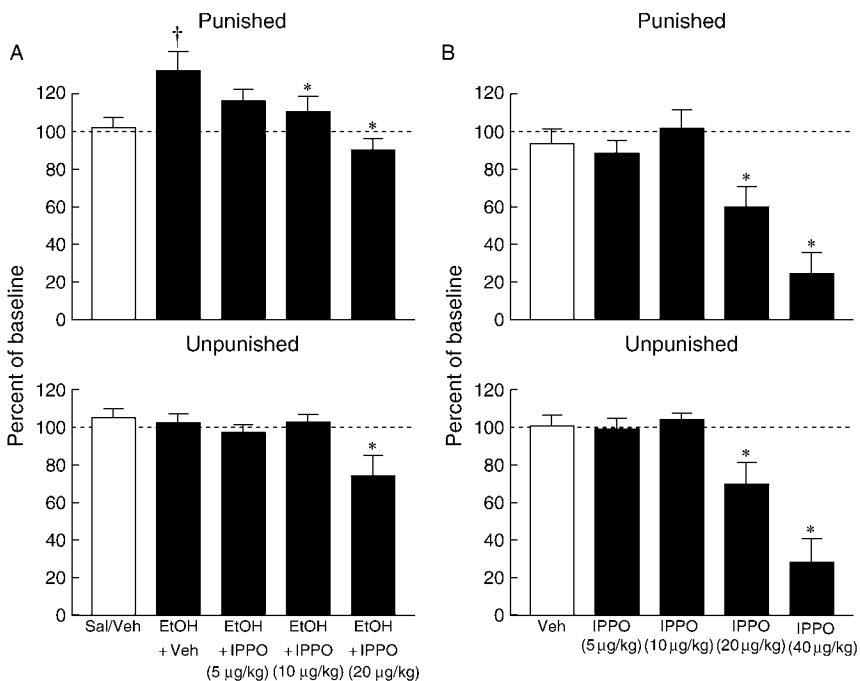 Punished
A
†
*
*
120
100
80
60
40
20
0
Unpunished
*
120
100
80
60
40
20
0
Percent of baseline
Sal/Veh EtOH EtOH EtOH EtOH
+ Veh + IPPO + IPPO + IPPO
(5 µg/kg) (10 µg/kg) (20 µg/kg)
Punished
B
*
*
120
100
80
60
40
20
0
Unpunished
*
*
120
100
80
60
40
20
0
Percent of baseline
Veh IPPO IPPO IPPO IPPO
(5 µg/kg) (10 µg/kg) (20 µg/kg) (40 µg/kg)